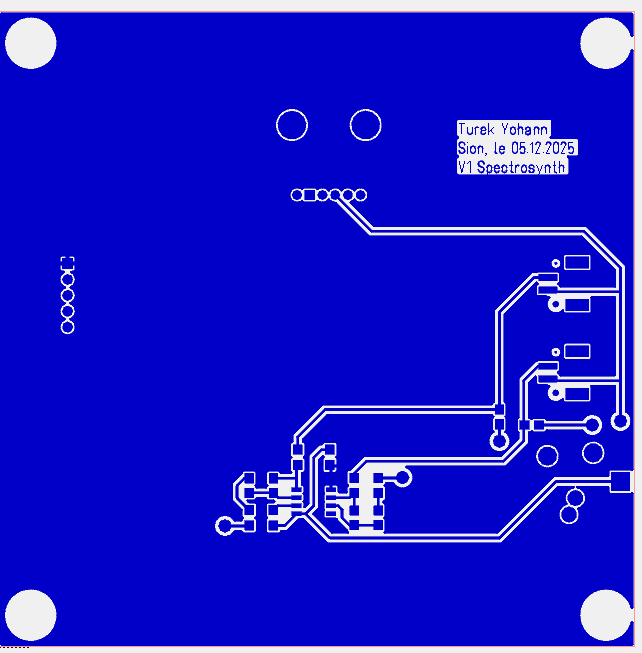 Turek Yohann
Sion, le 05.12.2025
V1 Spectrosynth